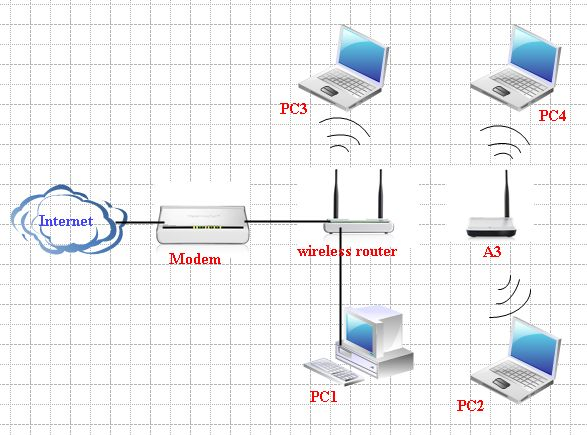 PC3
PC4
Internet
Modem
wireless router
A3
PC1
PC2